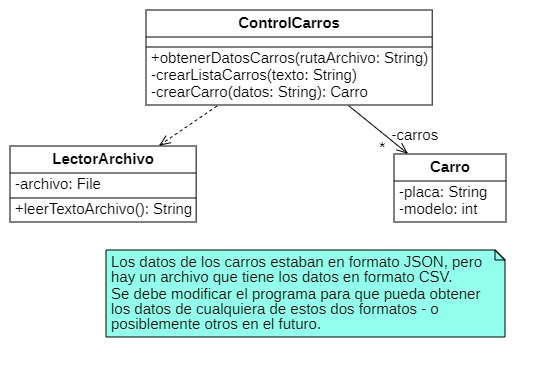 ControlCarros
+obtenerDatosCarros(rutaArchivo: String)
-crearListaCarros(texto: String)
-crearCarro(datos: String): Carro
-carros
*
LectorArchivo
-archivo: File
+leerTextoArchivo(): String
Carro
-placa: String
-modelo: int
Los datos de los carros estaban en formato JSON, pero
hay un archivo que tiene los datos en formato CSV.
Se debe modificar el programa para que pueda obtener
los datos de cualquiera de estos dos formatos - o
posiblemente otros en el futuro.